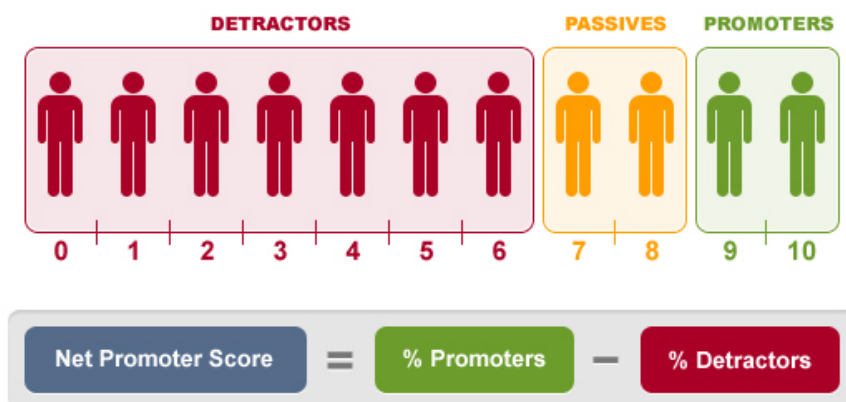 DETRACTORS PASSIVES PROMOTERS
0 1 2 3 4 5 6 7 8 9 10
Net Promoter Score = % Promoters − % Detractors